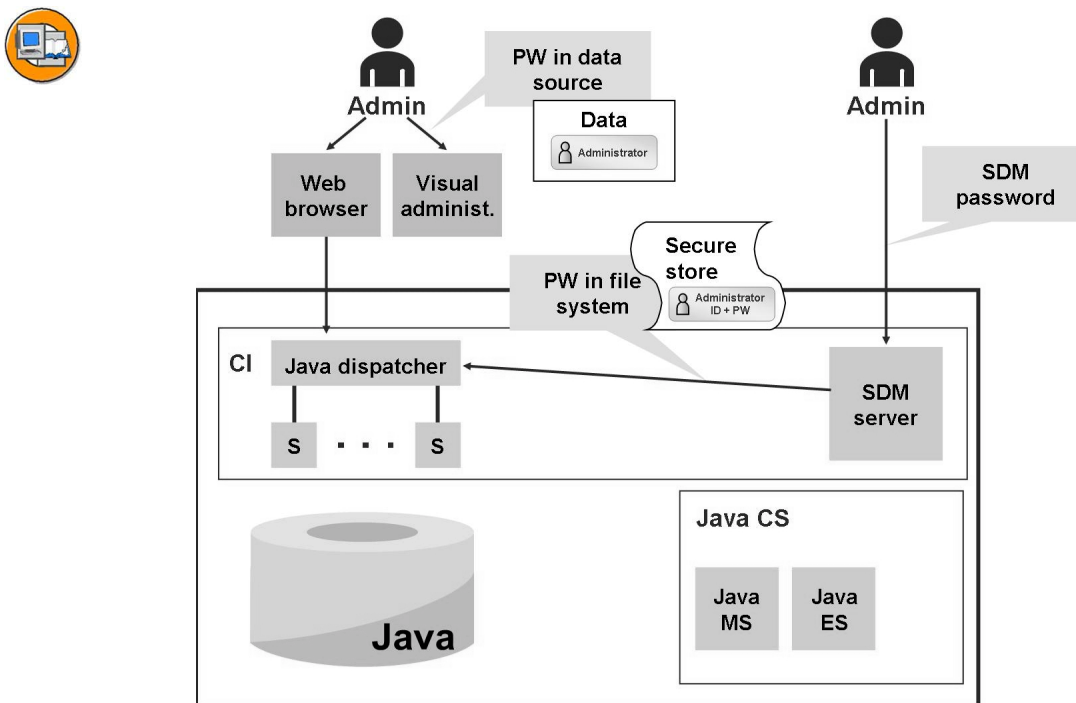 PW in data
source
Admin
Admin
Data
Administrator
Web
browser
Visual
administ.
SDM
password
Secure
store
Administrator
ID + PW
PW in file
system
CI
Java dispatcher
SDM
server
S
. . .
S
Java CS
Java
MS
Java
ES
Java